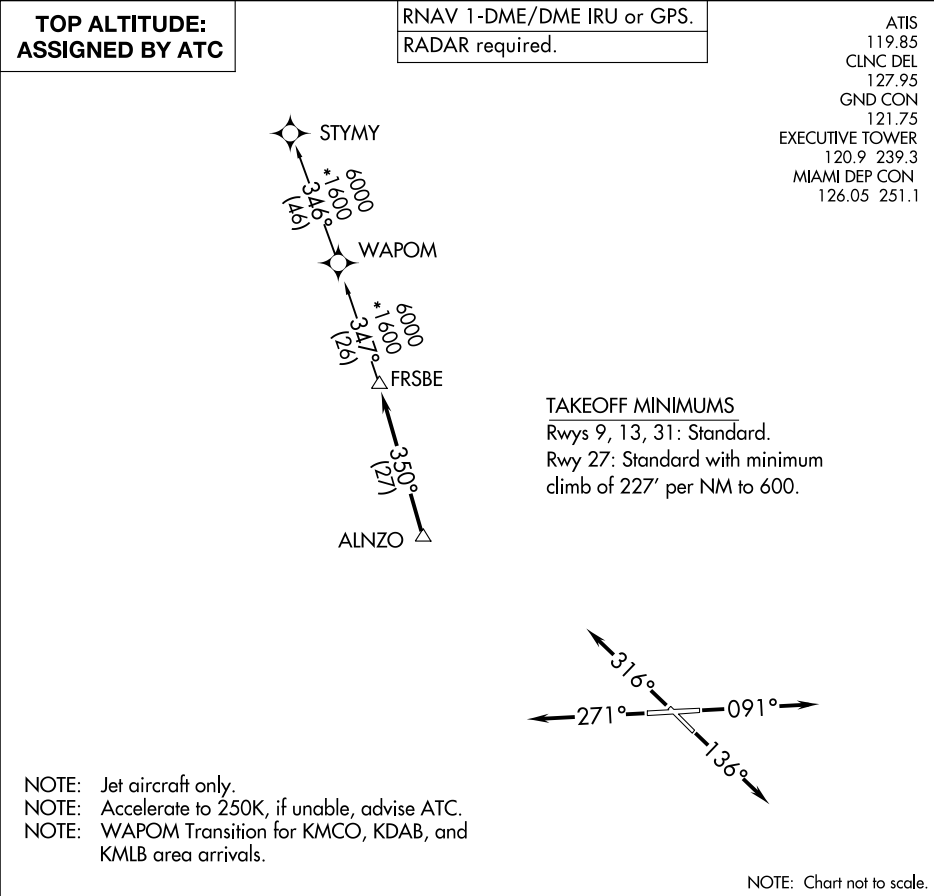 TOP ALTITUDE:
ASSIGNED BY ATC
RNAV 1-DME/DME IRU or GPS.
RADAR required.
ATIS
119.85
CLNC DEL
127.95
GND CON
121.75
EXECUTIVE TOWER
120.9 239.3
MIAMI DEP CON
126.05 251.1
STYMY
6000
*1600
346°
(46)
WAPOM
6000
*1600
347°
(26)
FRSBE
350°
(27)
ALNZO
TAKEOFF MINIMUMS
Rwys 9, 13, 31: Standard.
Rwy 27: Standard with minimum
climb of 227' per NM to 600.
316°
271°
091°
136°
NOTE: Jet aircraft only.
NOTE: Accelerate to 250K, if unable, advise ATC.
NOTE: WAPOM Transition for KMCO, KDAB, and
KMLB area arrivals.
NOTE: Chart not to scale.